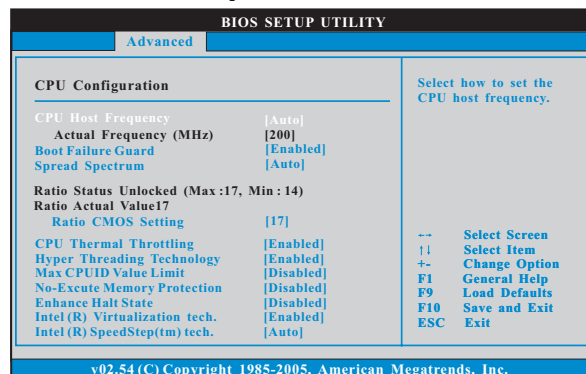 BIOS SETUP UTILITY
Advanced
CPU Configuration
CPU Host Frequency [Auto]
Actual Frequency (MHz) [200]
Boot Failure Guard [Enabled]
Spread Spectrum [Auto]
Ratio Status Unlocked (Max :17, Min : 14)
Ratio Actual Value17
Ratio CMOS Setting [17]
CPU Thermal Throttling [Enabled]
Hyper Threading Technology [Enabled]
Max CPUID Value Limit [Disabled]
No-Excute Memory Protection [Disabled]
Enhance Halt State [Disabled]
Intel (R) Virtualization tech. [Enabled]
Intel (R) SpeedStep(tm) tech. [Auto]
Select how to set the
CPU host frequency.
←→ Select Screen
↑↓ Select Item
+- Change Option
F1 General Help
F9 Load Defaults
F10 Save and Exit
ESC Exit
v02.54 (C) Copyright 1985-2005, American Megatrends, Inc.